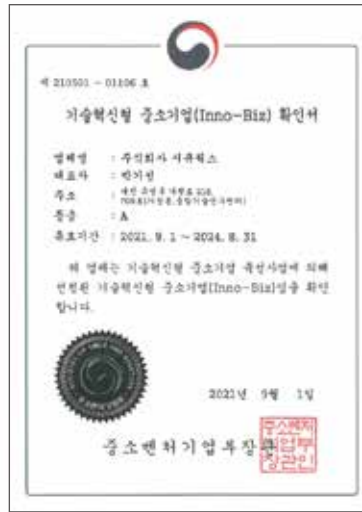 제 210501 - 01106 호
기술혁신형 중소기업(Inno-Biz) 확인서
업체명 : 주식회사
대표자 :
주소 :
등급 : A
유효기간 : 2021. 9. 1 ~ 2024. 8. 31
위 업체는 기술혁신형 중소기업 육성사업에 의해
선정된 기술혁신형 중소기업(Inno-Biz)임을 확인
합니다.
2021년 9월 1일
중소벤처기업부장관